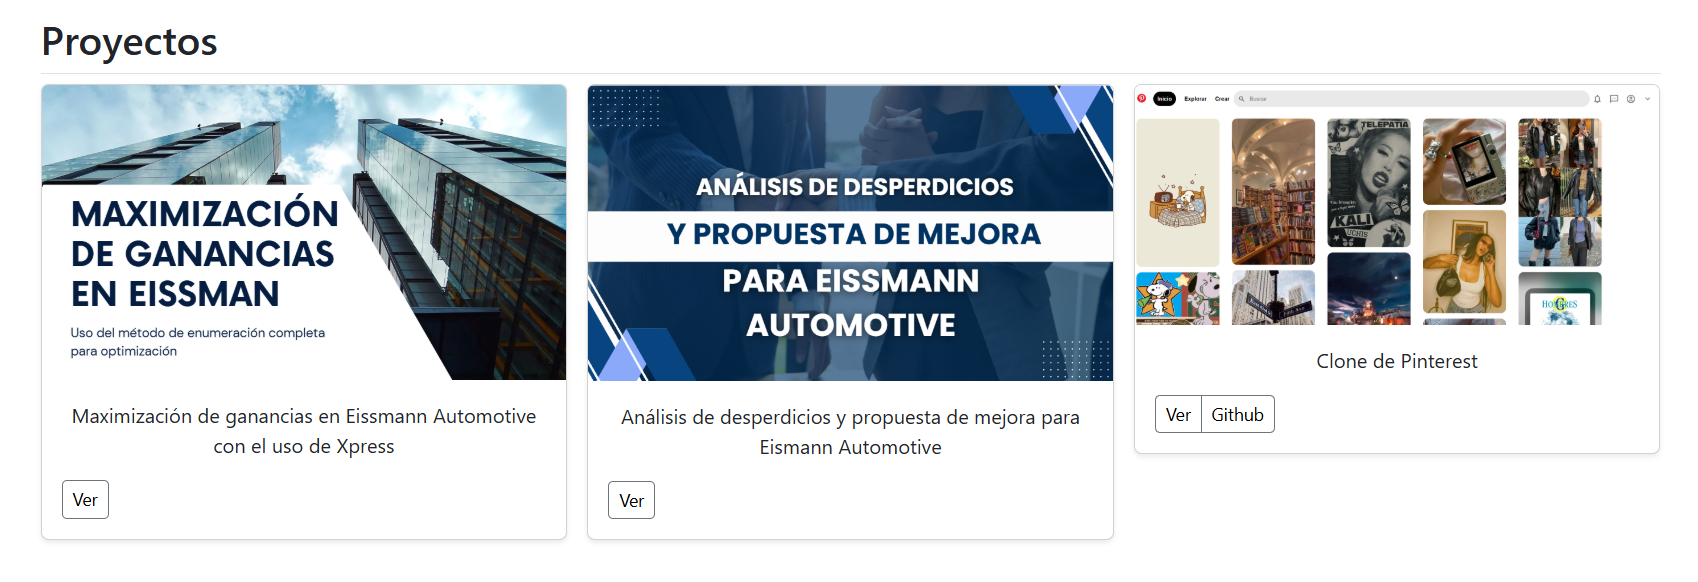 Proyectos
MAXIMIZACIÓN
DE GANANCIAS
EN EISSMAN
Uso del método de enumeración completa
para optimización
Maximización de ganancias en Eissmann Automotive
con el uso de Xpress
Ver
ANÁLISIS DE DESPERDICIOS
Y PROPUESTA DE MEJORA
PARA EISSMANN
AUTOMOTIVE
Análisis de desperdicios y propuesta de mejora para
Eismann Automotive
Ver
Inicio Explorar Crear Buscar
TELEPATIA
KALI
UCHIS
HOMBRES
G
Clone de Pinterest
Ver Github